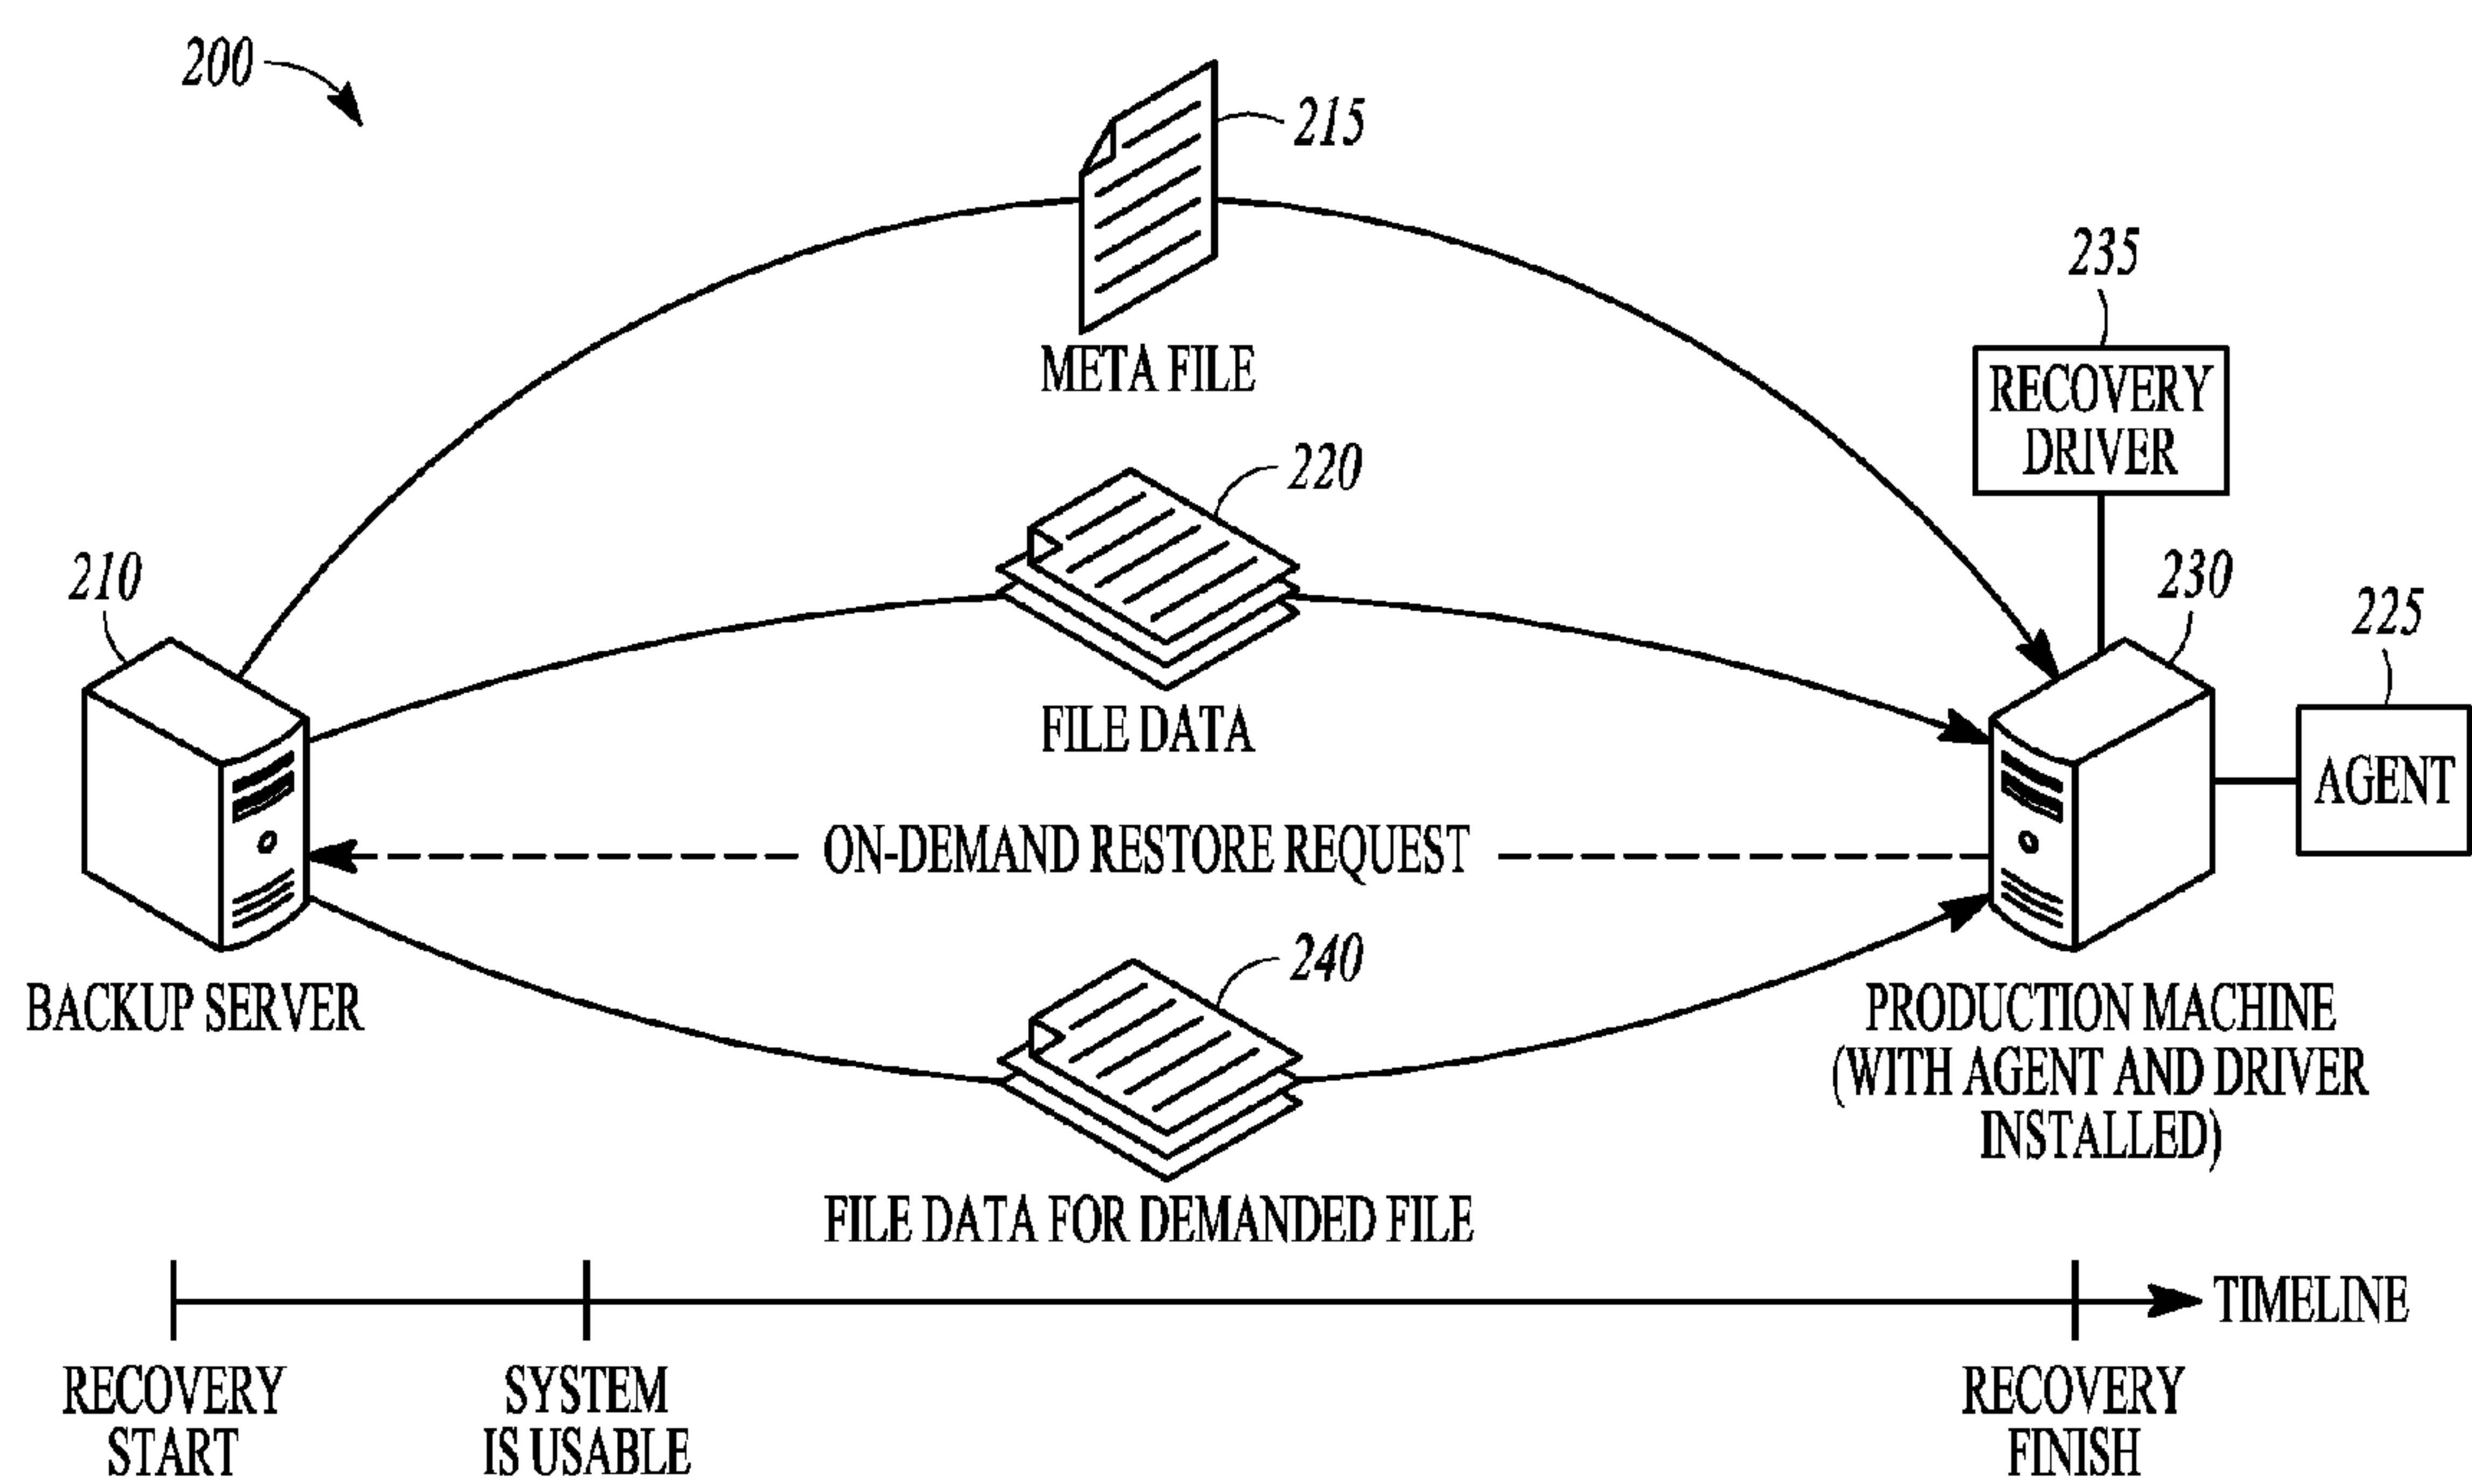 200
215
META FILE
235
RECOVERY
DRIVER
220
FILE DATA
210
230
225
AGENT
ON-DEMAND RESTORE REQUEST
240
BACKUP SERVER
PRODUCTION MACHINE
(WITH AGENT AND DRIVER
INSTALLED)
FILE DATA FOR DEMANDED FILE
TIMELINE
RECOVERY
START
SYSTEM
IS USABLE
RECOVERY
FINISH